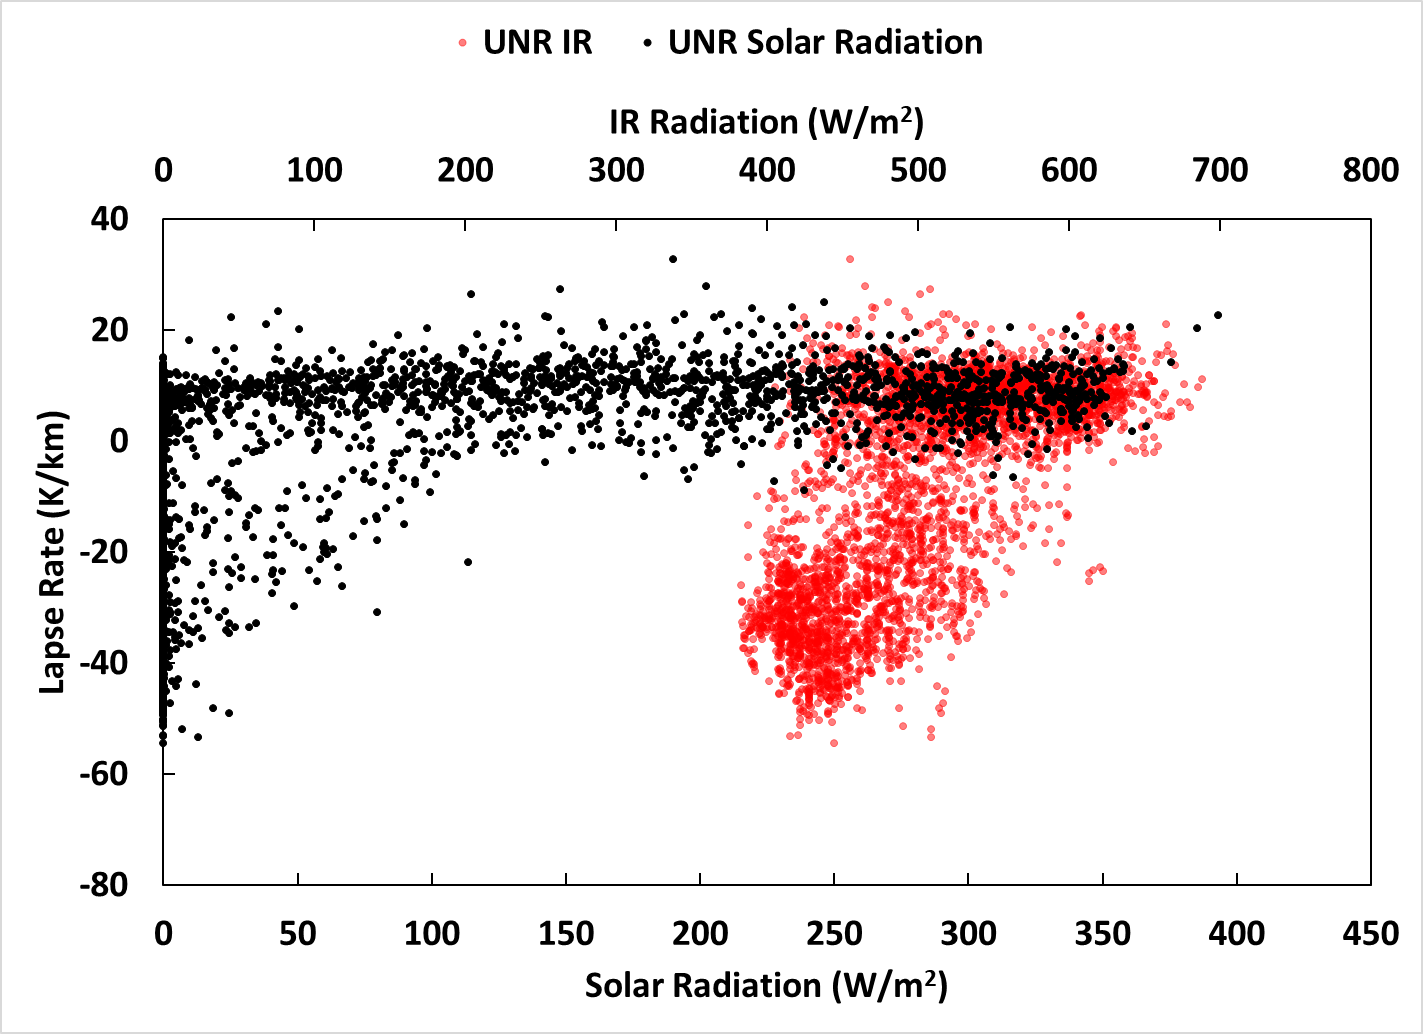 UNR IR UNR Solar Radiation
IR Radiation (W/m²)
0 100 200 300 400 500 600 700 800
40
20
0
-20
-40
-60
-80
Lapse Rate (K/km)
0 50 100 150 200 250 300 350 400 450
Solar Radiation (W/m²)